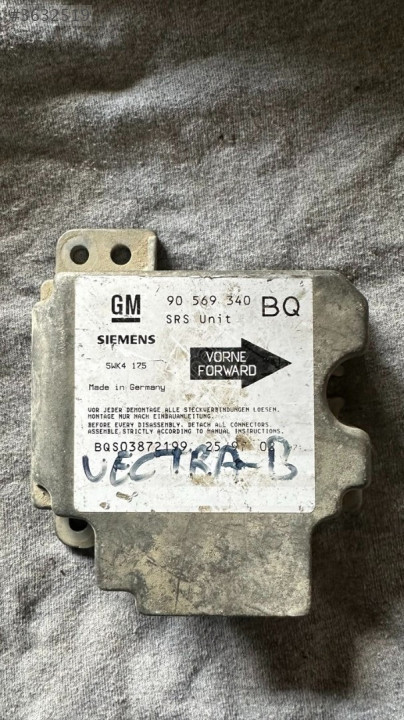 GM
90 569 340 BQ
SRS Unit
SIEMENS
5WK4 175
VORNE
FORWARD
Made in Germany
VOR JEDER DEMONTAGE ALLE STECKVERBINDUNGEN LOESEN.
MONTAGE NUR NACH EINBAUANLEITUNG.
BEFORE EVERY DISASSEMBLY, DETACH ALL CONNECTORS.
ASSEMBLE STRICTLY ACCORDING TO MANUAL INSTRUCTIONS.
BQS03872199
VECTRA-B